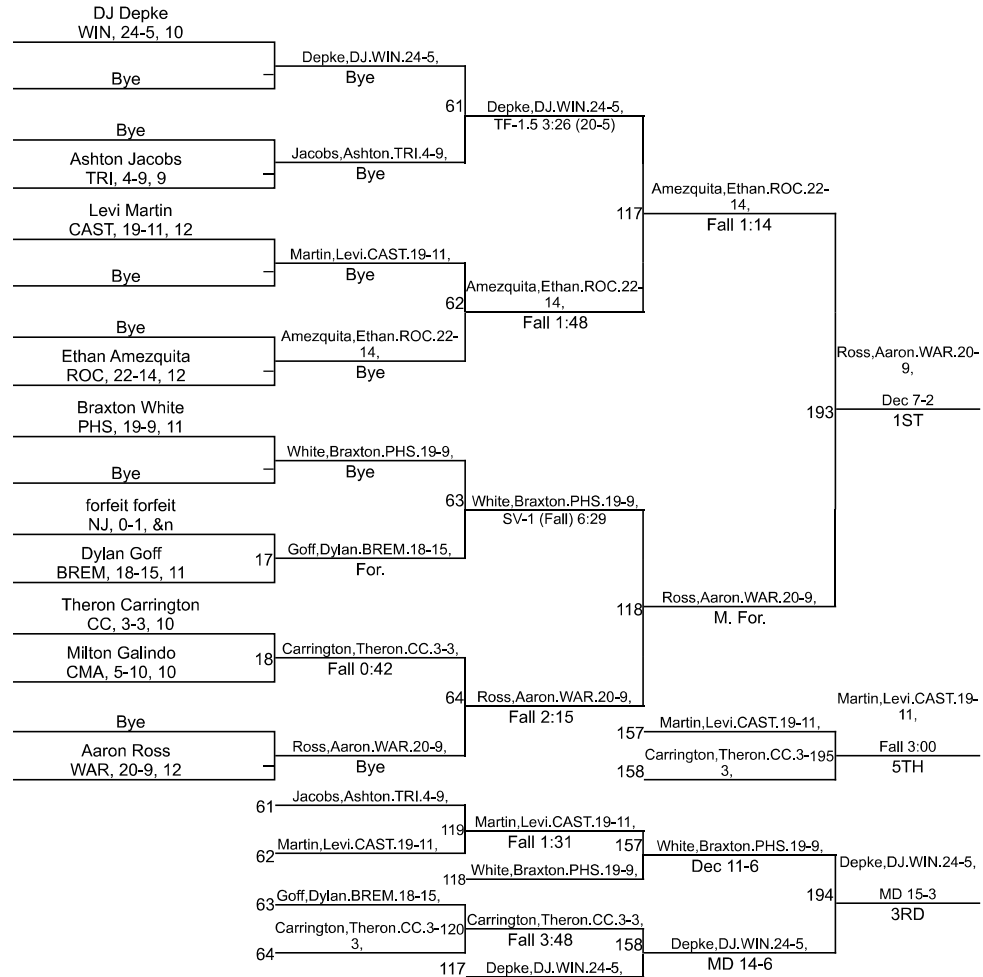 DJ Depke
WIN, 24-5, 10
Bye
Bye
Ashton Jacobs
TRI, 4-9, 9
Levi Martin
CAST, 19-11, 12
Bye
Bye
Ethan Amezquita
ROC, 22-14, 12
Braxton White
PHS, 19-9, 11
Bye
forfeit forfeit
NJ, 0-1, &n
Dylan Goff
BREM, 18-15, 11
Theron Carrington
CC, 3-3, 10
Milton Galindo
CMA, 5-10, 10
Bye
Aaron Ross
WAR, 20-9, 12
Depke,DJ.WIN.24-5,
Bye
Jacobs,Ashton.TRI.4-9,
Bye
Martin,Levi.CAST.19-11,
Bye
Amezquita,Ethan.ROC.22-
14,
Bye
White,Braxton.PHS.19-9,
Bye
17
Goff,Dylan.BREM.18-15,
For.
18
Carrington,Theron.CC.3-3,
Fall 0:42
Ross,Aaron.WAR.20-9,
Bye
61
Depke,DJ.WIN.24-5,
TF-1.5 3:26 (20-5)
62
Amezquita,Ethan.ROC.22-
14,
Fall 1:48
63
White,Braxton.PHS.19-9,
SV-1 (Fall) 6:29
64
Ross,Aaron.WAR.20-9,
Fall 2:15
117
Amezquita,Ethan.ROC.22-
14,
Fall 1:14
118
Ross,Aaron.WAR.20-9,
M. For.
193
Ross,Aaron.WAR.20-
9,
Dec 7-2
1ST
157
Martin,Levi.CAST.19-11,
158
Carrington,Theron.CC.3-
3,
195
Martin,Levi.CAST.19-
11,
Fall 3:00
5TH
61
Jacobs,Ashton.TRI.4-9,
62
Martin,Levi.CAST.19-11,
63
Goff,Dylan.BREM.18-15,
64
Carrington,Theron.CC.3-
3,
119
Martin,Levi.CAST.19-11,
Fall 1:31
118
White,Braxton.PHS.19-9,
120
Carrington,Theron.CC.3-3,
Fall 3:48
117
Depke,DJ.WIN.24-5,
157
White,Braxton.PHS.19-9,
Dec 11-6
158
Depke,DJ.WIN.24-5,
MD 14-6
194
Depke,DJ.WIN.24-5,
MD 15-3
3RD